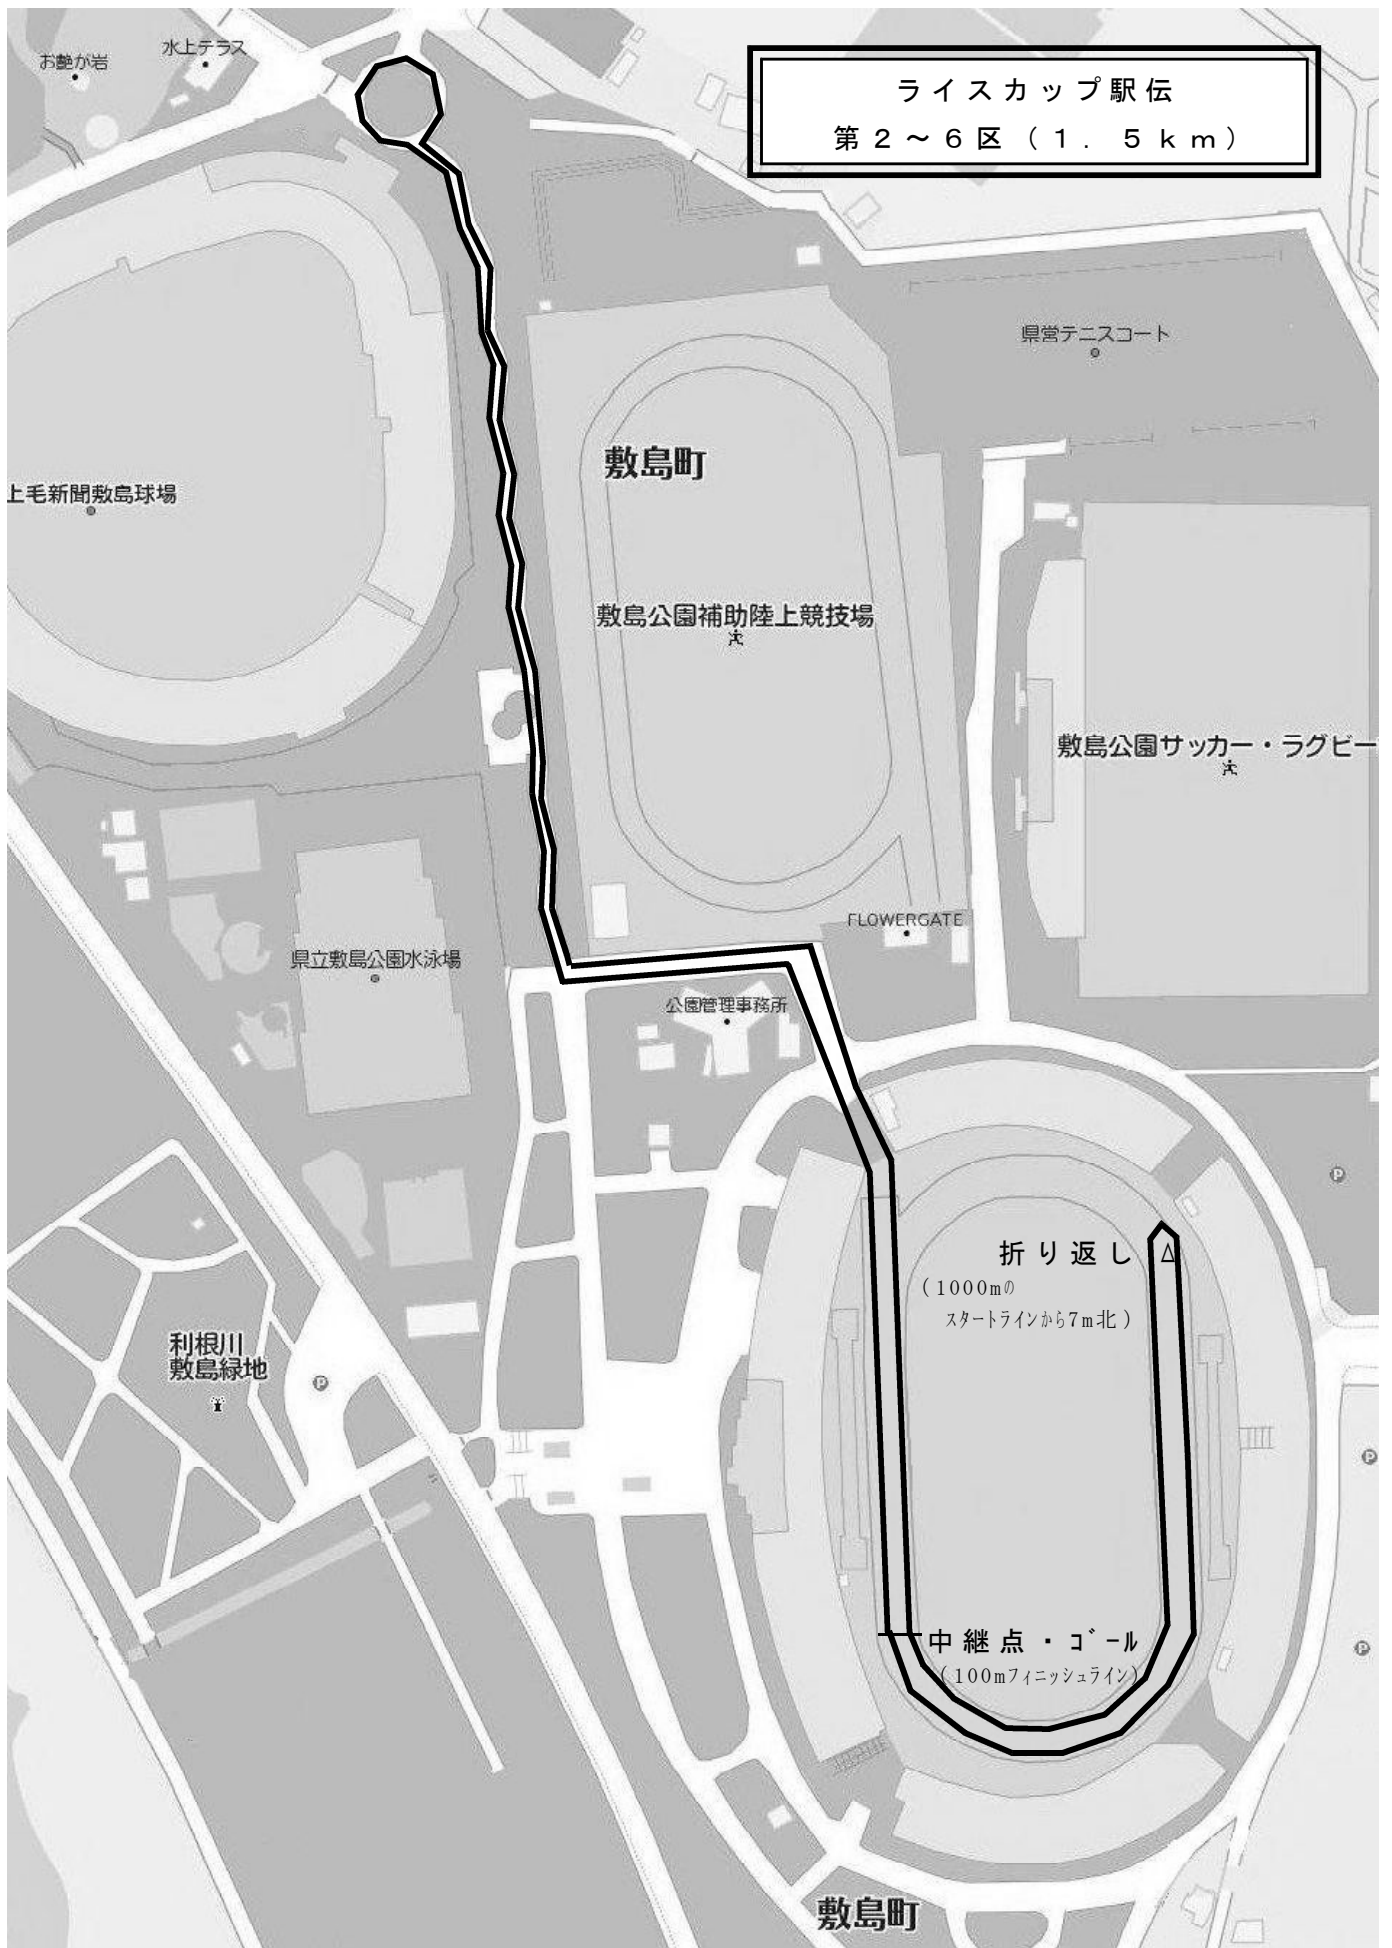 お艶が岩
水上テラス
ライスカップ駅伝
第2~6区(1.5km)
県営テニスコート
敷島町
上毛新聞敷島球場
敷島公園補助陸上競技場
敷島公園サッカー・ラグビー
FLOWERGATE
県立敷島公園水泳場
公園管理事務所
P
折り返し △
(1000mの
スタートラインから7m北)
利根川
敷島緑地
P
P
中継点・ゴール
(100mフィニッシュライン)
P
敷島町